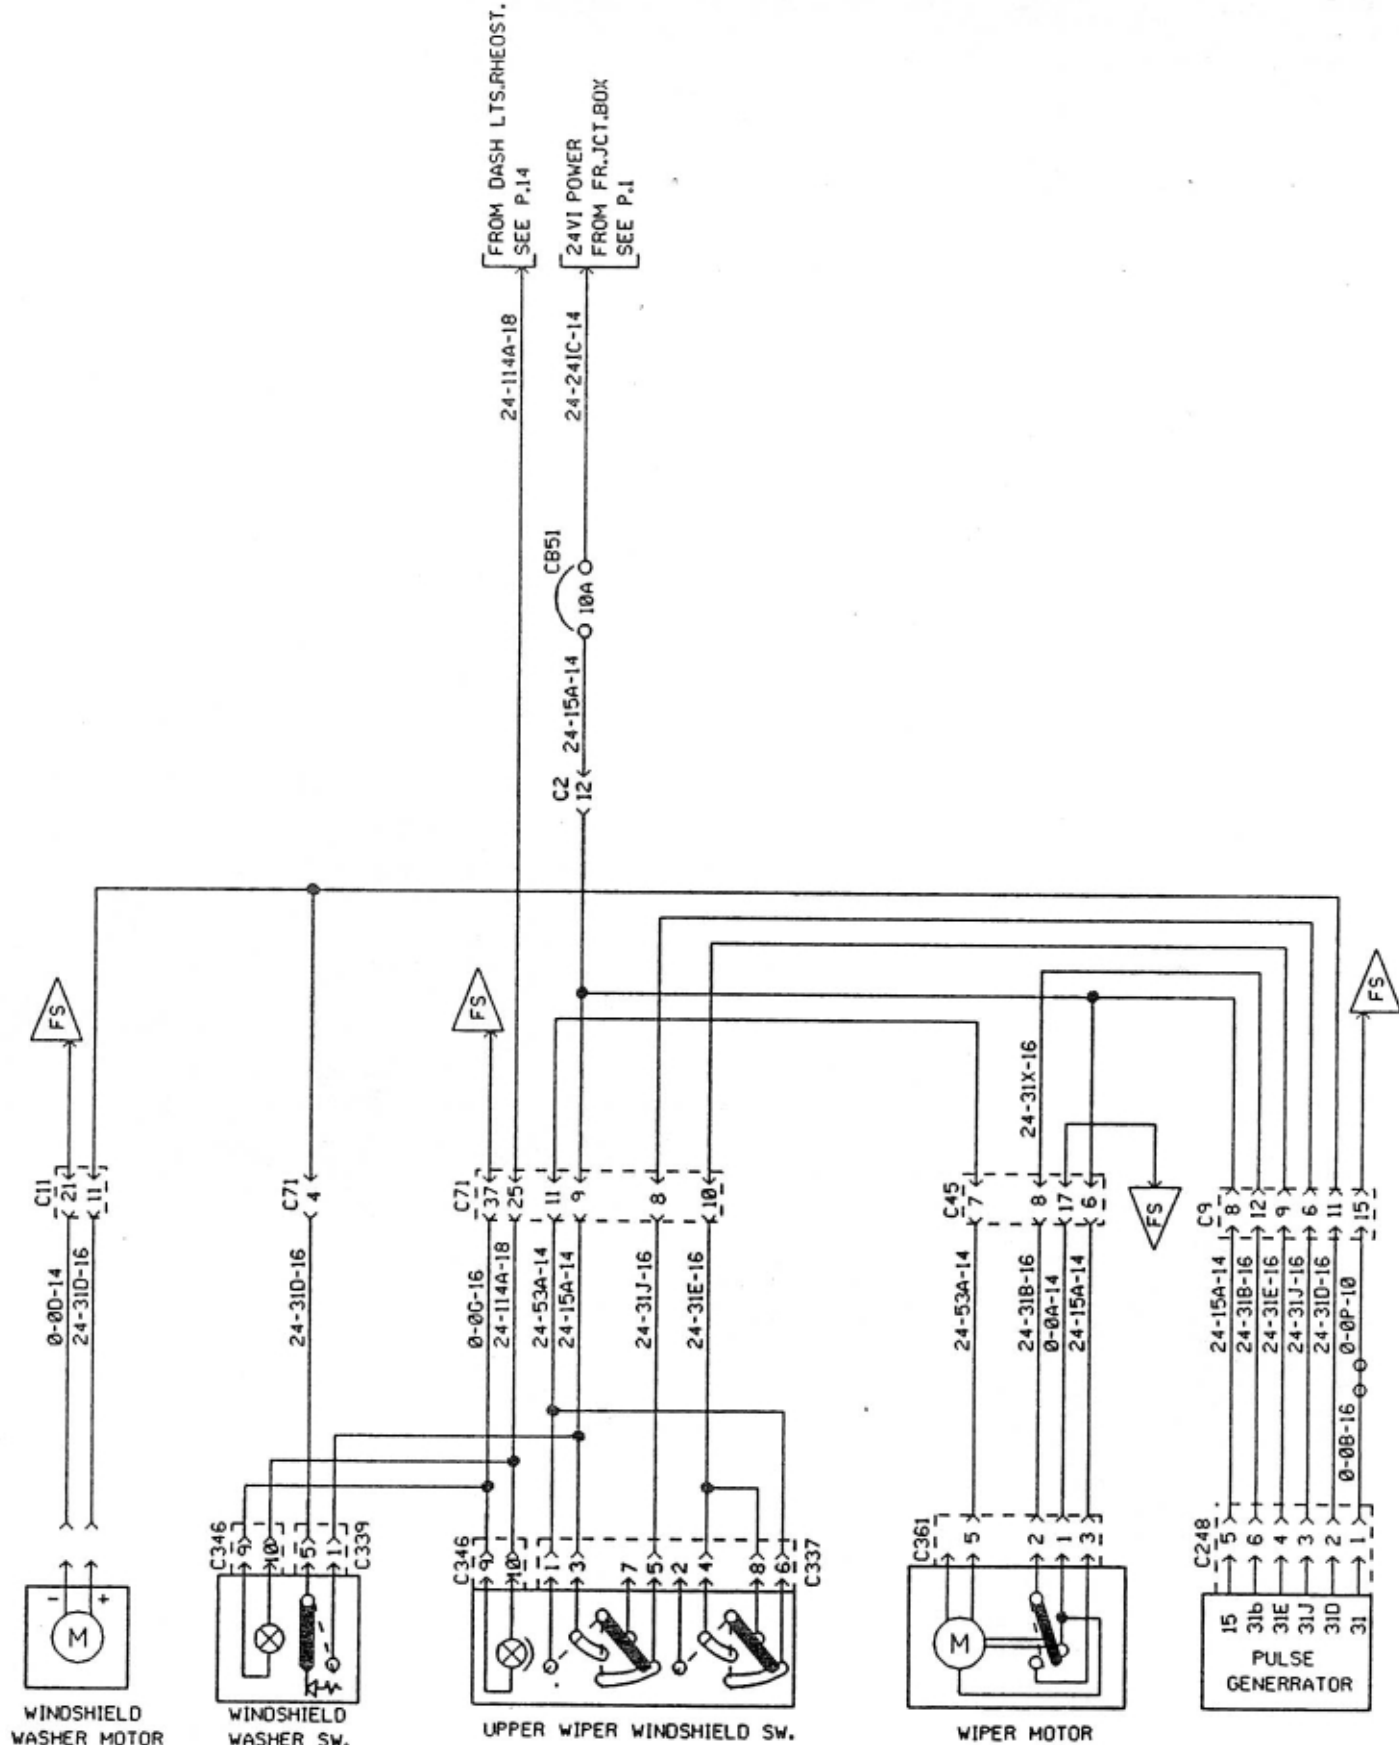 FROM DASH LTS.RHEOST.
SEE P.14
24VI POWER
FROM FR.JCT.BOX
SEE P.1
24-114A-18
24-24IC-14
CB51
10A
24-15A-14
C2
12
FS
FS
FS
24-31X-16
C11
21
11
C71
4
C71
37
25
11
9
8
10
C45
7
8
17
6
FS
C9
8
12
9
6
11
15
0-0D-14
24-31D-16
24-31D-16
0-0G-16
24-114A-18
24-53A-14
24-15A-14
24-31J-16
24-31E-16
24-53A-14
24-31B-16
0-0A-14
24-15A-14
24-15A-14
24-31B-16
24-31E-16
24-31J-16
24-31D-16
0-0P-10
0-0B-16
C346
9
10
5
1
C339
C346
9
10
1
3
7
5
2
4
8
6
C337
C361
5
2
1
3
C248
5
6
4
3
2
1
- +
M
M
15
31b
31E
31J
31D
31
PULSE
GENERRATOR
WINDSHIELD
WASHER MOTOR
WINDSHIELD
WASHER SW.
UPPER WIPER WINDSHIELD SW.
WIPER MOTOR